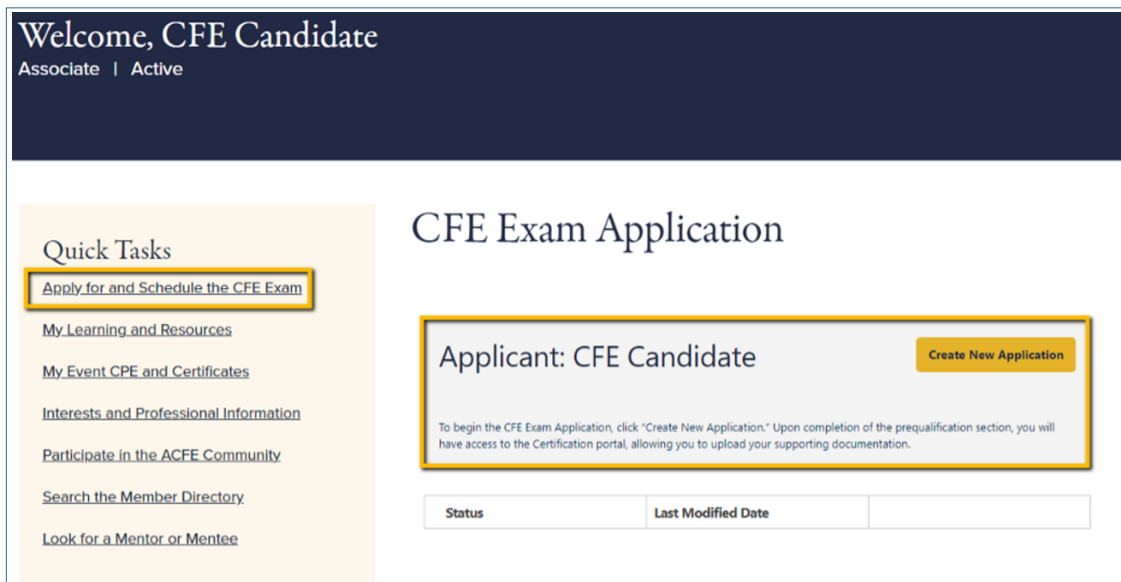 Welcome, CFE Candidate
Associate | Active
Quick Tasks
Apply for and Schedule the CFE Exam
My Learning and Resources
My Event CPE and Certificates
Interests and Professional Information
Participate in the ACFE Community
Search the Member Directory
Look for a Mentor or Mentee
CFE Exam Application
Applicant: CFE Candidate
Create New Application
To begin the CFE Exam Application, click "Create New Application." Upon completion of the prequalification section, you will
have access to the Certification portal, allowing you to upload your supporting documentation.
Status Last Modified Date